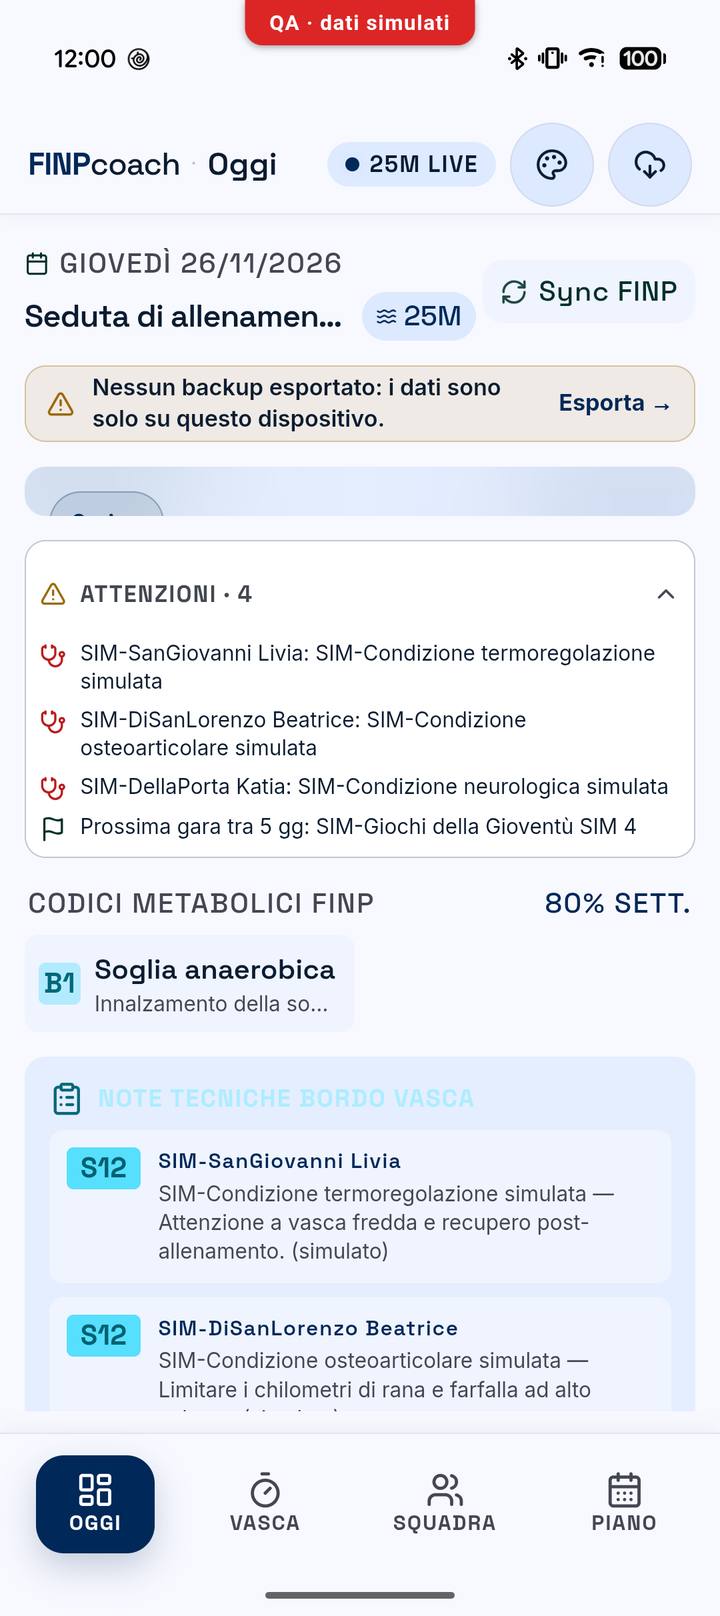 QA · dati simulati
12:00
100
FINPcoach · Oggi
25M LIVE
GIOVEDÌ 26/11/2026
Seduta di allenamen...
25M
Sync FINP
Nessun backup esportato: i dati sono
solo su questo dispositivo.
Esporta →
ATTENZIONI · 4
SIM-SanGiovanni Livia: SIM-Condizione termoregolazione
simulata
SIM-DiSanLorenzo Beatrice: SIM-Condizione
osteoarticolare simulata
SIM-DellaPorta Katia: SIM-Condizione neurologica simulata
Prossima gara tra 5 gg: SIM-Giochi della Gioventù SIM 4
CODICI METABOLICI FINP
80% SETT.
B1
Soglia anaerobica
Innalzamento della so...
NOTE TECNICHE BORDO VASCA
S12
SIM-SanGiovanni Livia
SIM-Condizione termoregolazione simulata —
Attenzione a vasca fredda e recupero post-
allenamento. (simulato)
S12
SIM-DiSanLorenzo Beatrice
SIM-Condizione osteoarticolare simulata —
Limitare i chilometri di rana e farfalla ad alto
OGGI
VASCA
SQUADRA
PIANO